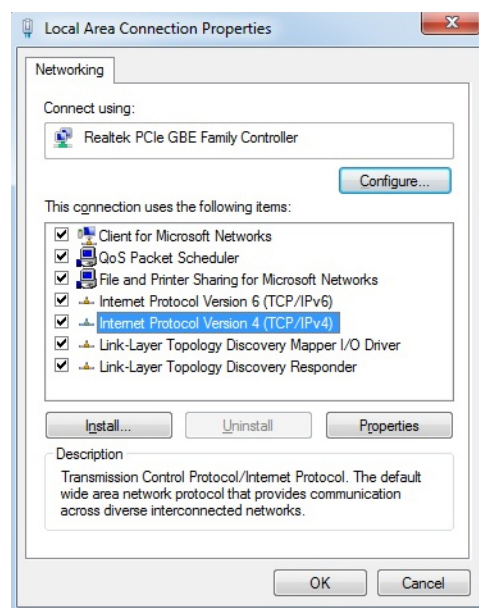 Local Area Connection Properties
Networking
Connect using:
Realtek PCIe GBE Family Controller
Configure...
This connection uses the following items:
Client for Microsoft Networks
QoS Packet Scheduler
File and Printer Sharing for Microsoft Networks
Internet Protocol Version 6 (TCP/IPv6)
Internet Protocol Version 4 (TCP/IPv4)
Link-Layer Topology Discovery Mapper I/O Driver
Link-Layer Topology Discovery Responder
Install... Uninstall Properties
Description
Transmission Control Protocol/Internet Protocol. The default
wide area network protocol that provides communication
across diverse interconnected networks.
OK Cancel